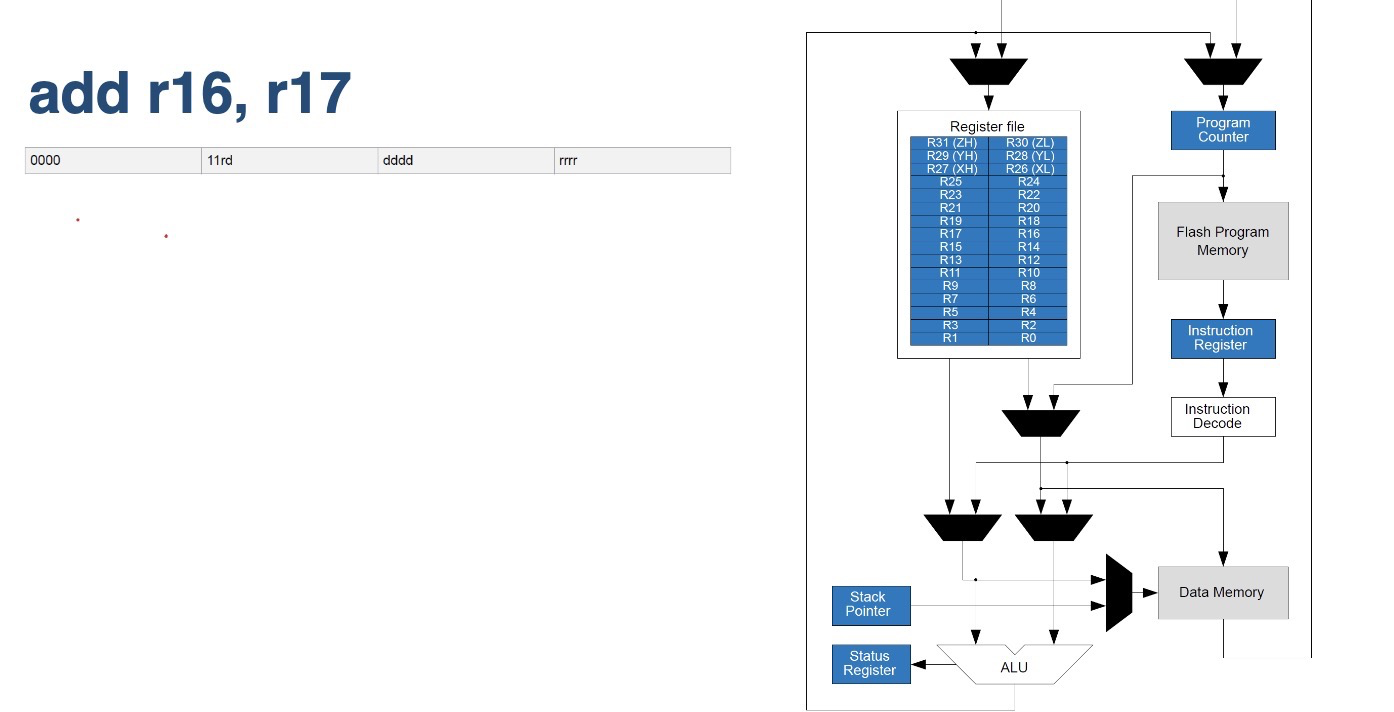 add r16, r17
0000 11rd dddd rrrr
Register file
R31 (ZH) R30 (ZL)
R29 (YH) R28 (YL)
R27 (XH) R26 (XL)
R25 R24
R23 R22
R21 R20
R19 R18
R17 R16
R15 R14
R13 R12
R11 R10
R9 R8
R7 R6
R5 R4
R3 R2
R1 R0
Program
Counter
Flash Program
Memory
Instruction
Register
Instruction
Decode
Stack
Pointer
Data Memory
Status
Register
ALU